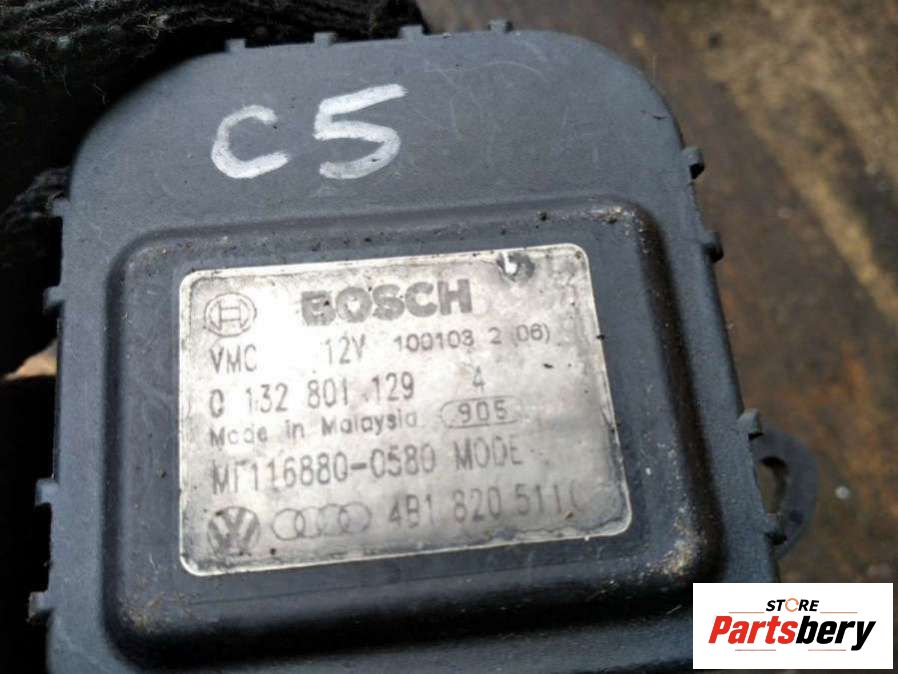 C5
BOSCH
VMC 12V 100103 2 06)
0 132 801 129 4
Made in Malaysia 905
MF116880-0580 MODE
4B1 820 511
STORE
Partsbery